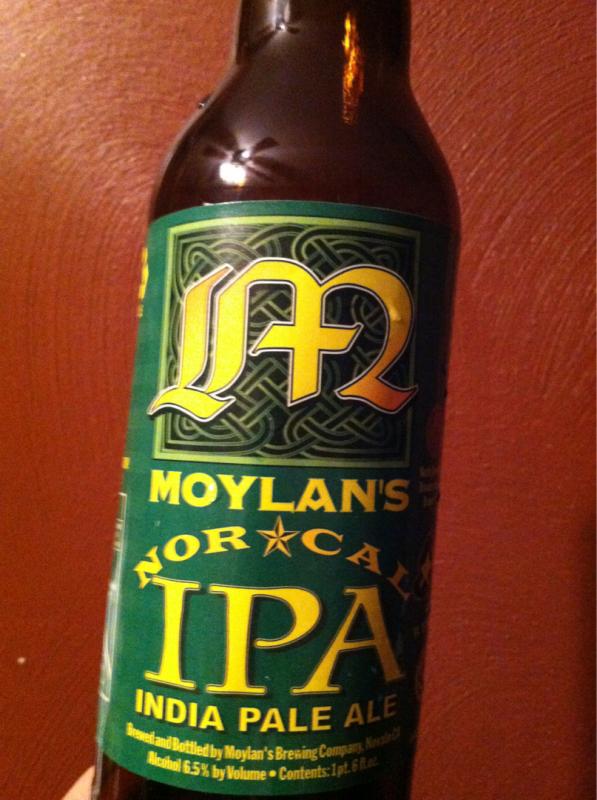 M
MOYLAN'S
NOR★CAL
IPA
INDIA PALE ALE
Brewed and Bottled by Moylan's Brewing Company, Novato CA
Alcohol 6.5% by Volume • Contents: 1 pt. 6 fl.oz.